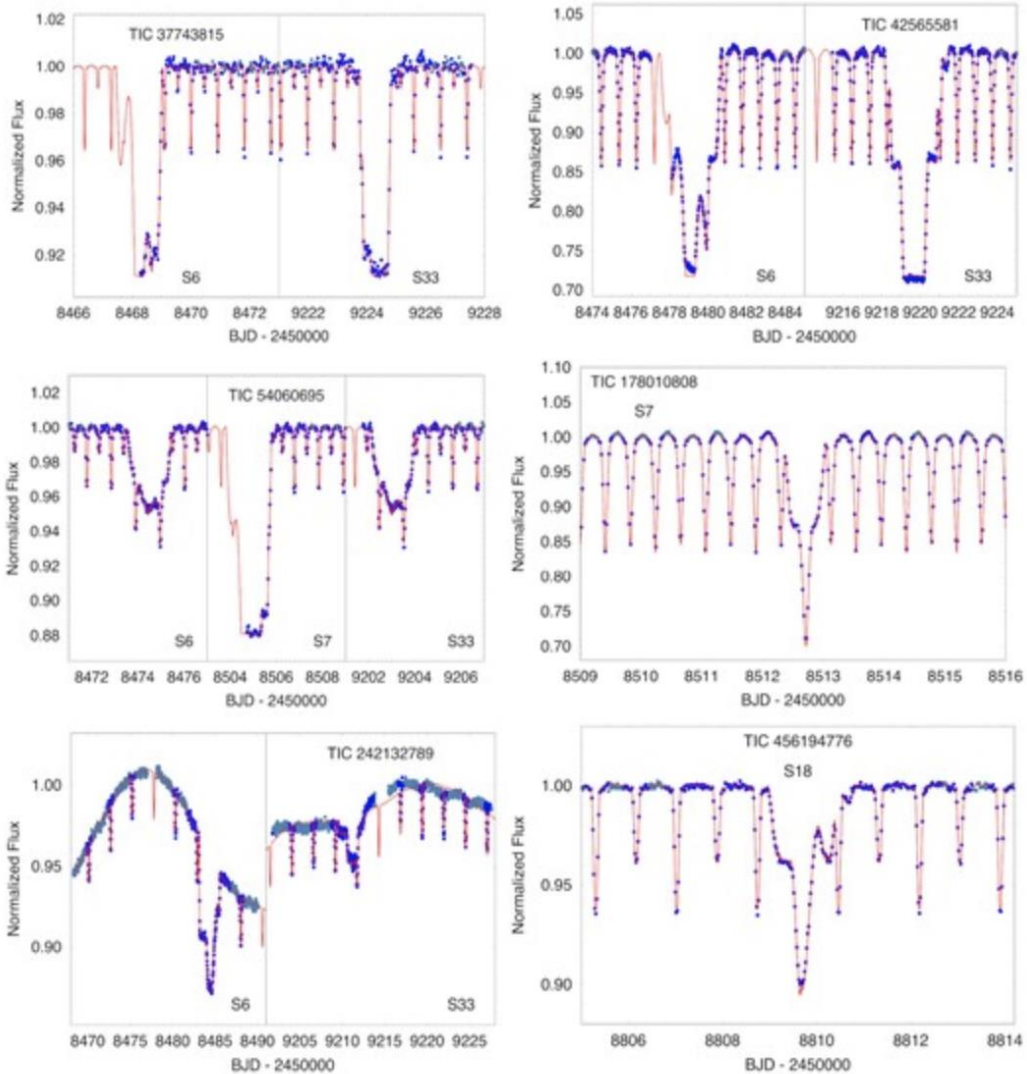 TIC 37743815
1.02
1.00
0.98
0.96
0.94
0.92
Normalized Flux
S6
S33
8466 8468 8470 8472 9222 9224 9226 9228
BJD - 2450000
TIC 42565581
1.05
1.00
0.95
0.90
0.85
0.80
0.75
0.70
Normalized Flux
S6
S33
8474 8476 8478 8480 8482 8484 9216 9218 9220 9222 9224
BJD - 2450000
TIC 54060695
1.02
1.00
0.98
0.96
0.94
0.92
0.90
0.88
Normalized Flux
S6
S7
S33
8472 8474 8476 8504 8506 8508 9202 9204 9206
BJD - 2450000
TIC 178010808
S7
1.10
1.05
1.00
0.95
0.90
0.85
0.80
0.75
0.70
Normalized Flux
8509 8510 8511 8512 8513 8514 8515 8516
BJD - 2450000
TIC 242132789
1.00
0.95
0.90
Normalized Flux
S6
S33
8470 8475 8480 8485 8490 9205 9210 9215 9220 9225
BJD - 2450000
TIC 456194776
S18
1.00
0.95
0.90
Normalized Flux
8806 8808 8810 8812 8814
BJD - 2450000